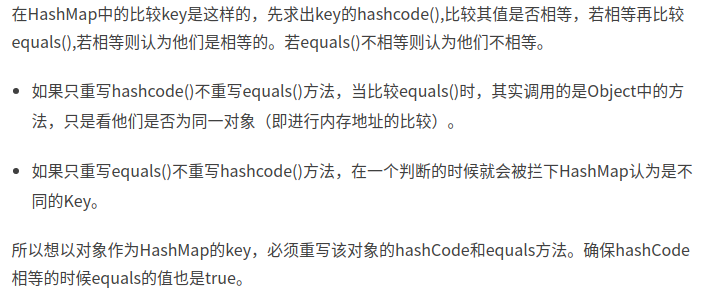 在HashMap中的比较key是这样的，先求出key的hashcode(),比较其值是否相等，若相等再比较
equals(),若相等则认为他们是相等的。若equals()不相等则认为他们不相等。
• 如果只重写hashcode()不重写equals()方法，当比较equals()时，其实调用的是Object中的方
法，只是看他们是否为同一对象（即进行内存地址的比较）。
• 如果只重写equals()不重写hashcode()方法，在一个判断的时候就会被拦下HashMap认为是不
同的Key。
所以想以对象作为HashMap的key，必须重写该对象的hashCode和equals方法。确保hashCode
相等的时候equals的值也是true。